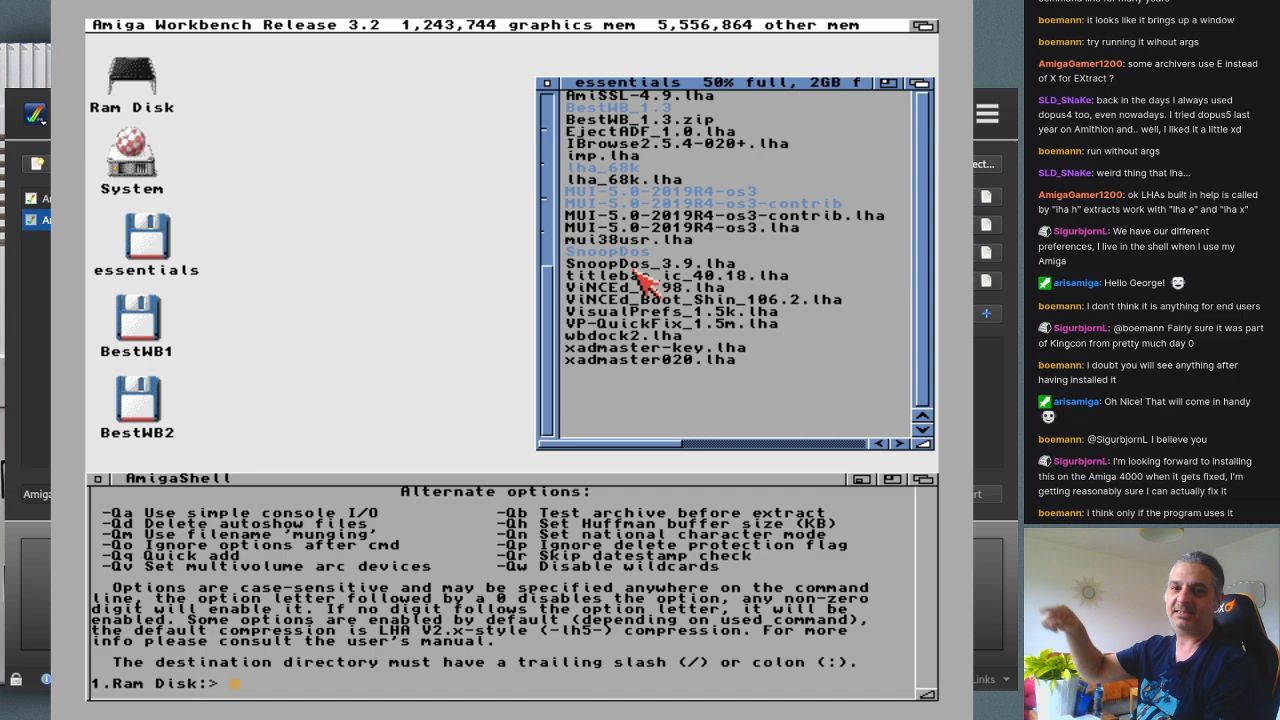 Amiga Workbench Release 3.2  1,243,744 graphics mem  5,556,864 other mem
Ram Disk
System
essentials
BestWB1
BestWB2
essentials  50% full, 2GB f
AmiSSL-4.9.lha
BestWB_1.3
BestWB_1.3.zip
EjectADF_1.0.lha
IBrowse2.5.4-020+.lha
imp.lha
lha_68k
lha_68k.lha
MUI-5.0-2019R4-os3
MUI-5.0-2019R4-os3-contrib
MUI-5.0-2019R4-os3-contrib.lha
MUI-5.0-2019R4-os3.lha
mui38usr.lha
SnoopDos
SnoopDos_3.9.lha
ic_40.18.lha
98.lha
ViNCEd_Boot_Shin_106.2.lha
VisualPrefs_1.5k.lha
VP-QuickFix_1.5m.lha
wbdock2.lha
xadmaster-key.lha
xadmaster020.lha
AmigaShell
Alternate options:
-Qa Use simple console I/O
-Qb Test archive before extract
-Qd Delete autoshow files
-Qh Set Huffman buffer size (KB)
-Qm Use filename 'munging'
-Qn Set national character mode
-Qo Ignore options after cmd
-Qp Ignore delete protection flag
-Qq Quick add
-Qr Skip datestamp check
-Qv Set multivolume arc devices
-Qw Disable wildcards
Options are case-sensitive and may be specified anywhere on the command
line, the option letter followed by a 0 disables the option, any non-zero
digit will enable it. If no digit follows the option letter, it will be
enabled. Some options are enabled by default (depending on used command),
the default compression is LHA V2.x-style (-lh5-) compression. For more
info please consult the user's manual.
The destination directory must have a trailing slash (/) or colon (:).
1.Ram Disk:>
Amiga
ect...
rt
Links
boemann: it looks like it brings up a window
boemann: try running it wihout args
AmigaGamer1200: some archivers use E instead
of X for EXtract ?
SLD_SNaKe: back in the days I always used
dopus4 too, even nowadays. I tried dopus5 last
year on Amithlon and.. well, I liked it a little xd
boemann: run without args
SLD_SNaKe: weird thing that lha...
AmigaGamer1200: ok LHAs built in help is called
by "lha h" extracts work with "lha e" and "lha x"
SigurbjornL: We have our different
preferences, I live in the shell when I use my
Amiga
arisamiga: Hello George!
boemann: i don't think it is anything for end users
SigurbjornL: @boemann Fairly sure it was part
of Kingcon from pretty much day 0
boemann: i doubt you will see anything after
having installed it
arisamiga: Oh Nice! That will come in handy
boemann: @SigurbjornL I believe you
SigurbjornL: I'm looking forward to installing
this on the Amiga 4000 when it gets fixed, I'm
getting reasonably sure I can actually fix it
boemann: i think only if the program uses it